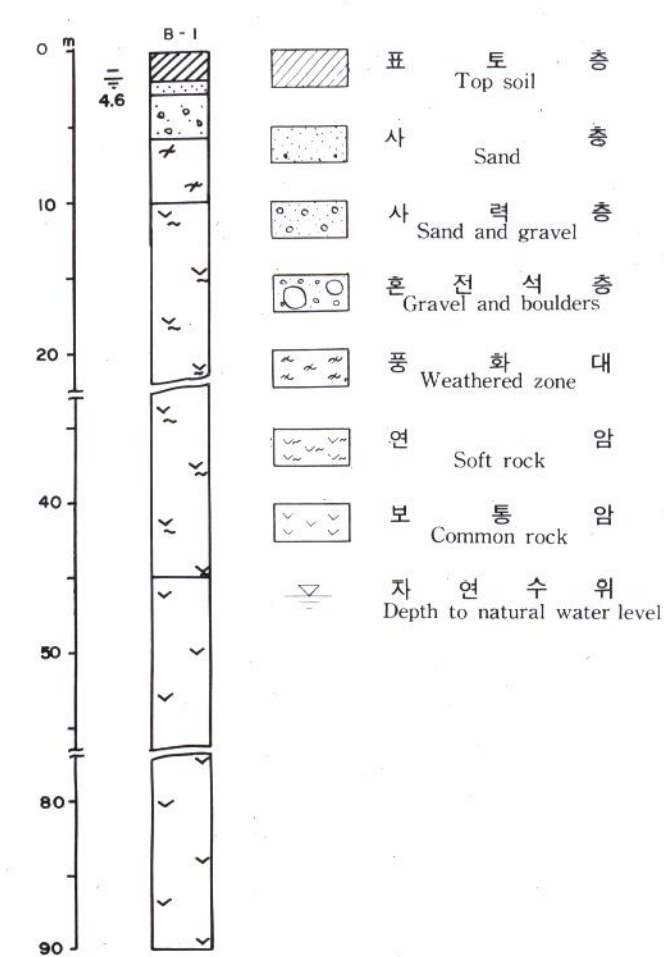 B - 1
0 m
4.6
10
20
40
50
80
90
표 토 층
Top soil
사 층
Sand
사 력 층
Sand and gravel
혼 전 석 층
Gravel and boulders
풍 화 대
Weathered zone
연 암
Soft rock
보 통 암
Common rock
자 연 수 위
Depth to natural water level